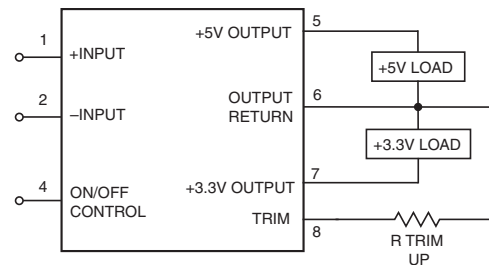 5
+5V OUTPUT
1
+INPUT
+5V LOAD
2
–INPUT
OUTPUT
RETURN
6
+3.3V LOAD
7
4
ON/OFF
CONTROL
+3.3V OUTPUT
TRIM
8
R TRIM
UP